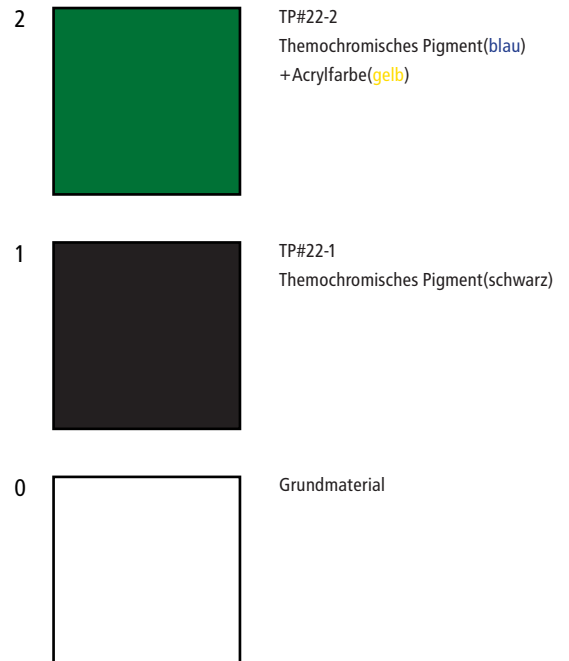 2
TP#22-2
Themochromisches Pigment(blau)
+Acrylfarbe(gelb)
1
TP#22-1
Themochromisches Pigment(schwarz)
0
Grundmaterial